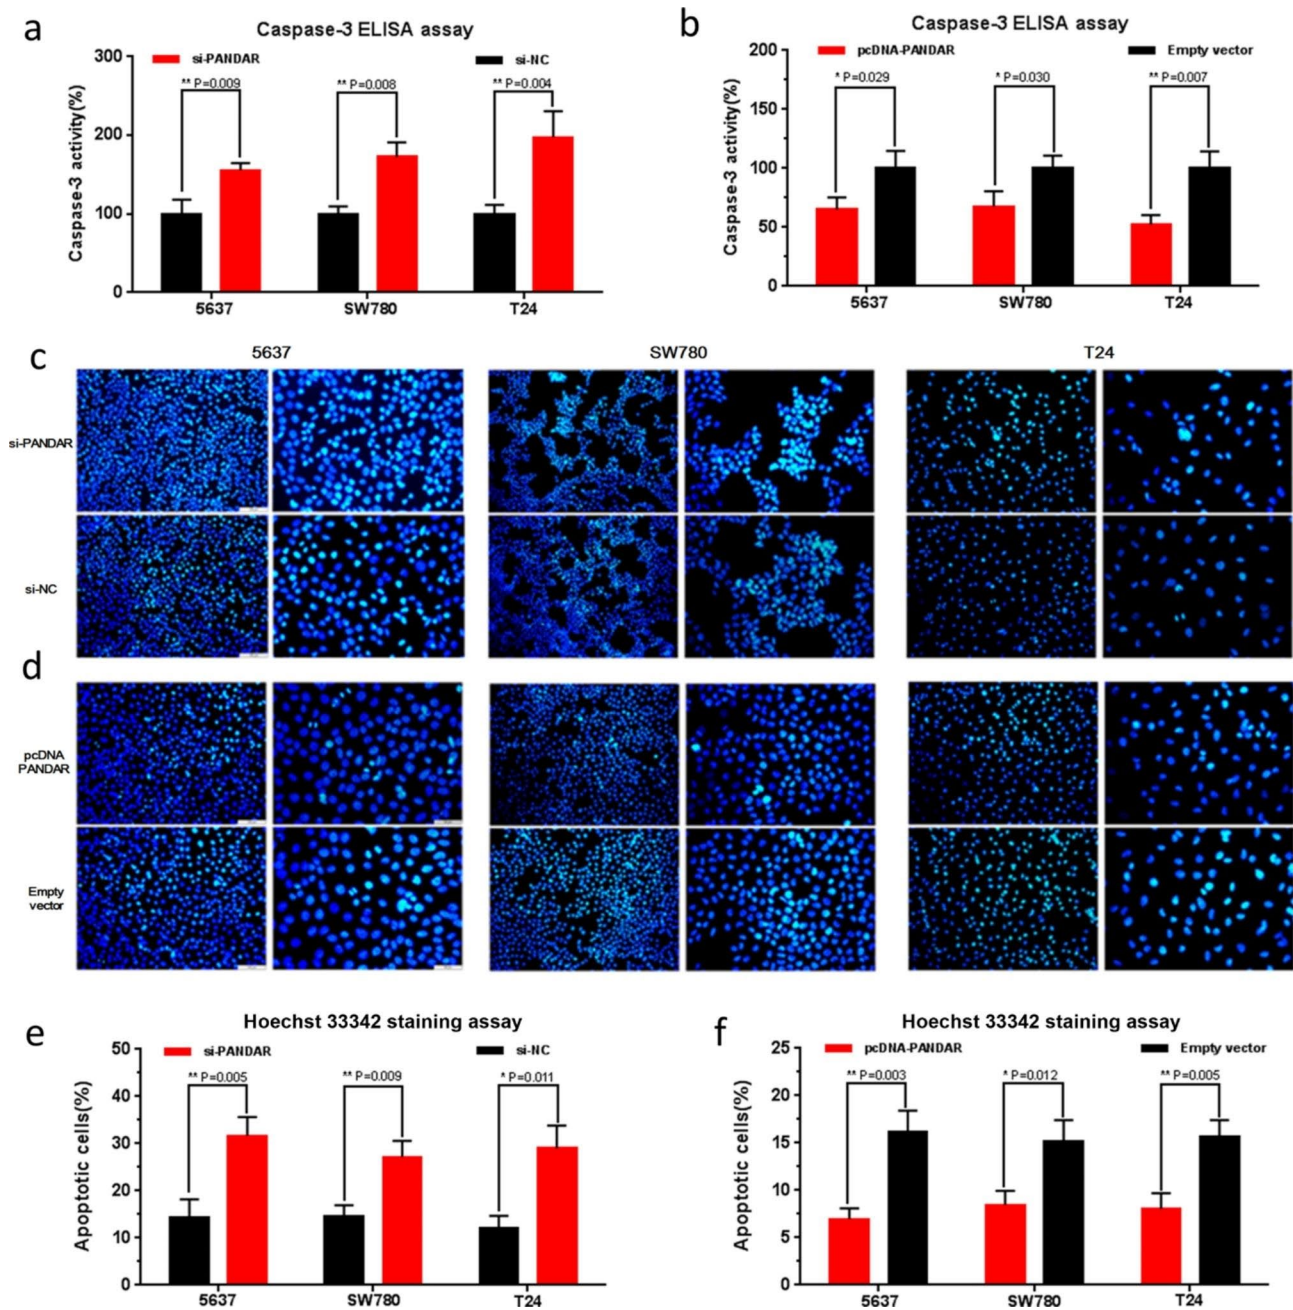 a
Caspase-3 ELISA assay
si-PANDAR
si-NC
Caspase-3 activity(%)
300
200
100
0
** P=0.009
** P=0.008
** P=0.004
5637
SW780
T24
b
Caspase-3 ELISA assay
pcDNA-PANDAR
Empty vector
Caspase-3 activity(%)
200
150
100
50
0
* P=0.029
* P=0.030
** P=0.007
5637
SW780
T24
c
5637
SW780
T24
si-PANDAR
si-NC
d
pcDNA
PANDAR
Empty
vector
e
Hoechst 33342 staining assay
si-PANDAR
si-NC
Apoptotic cells(%)
50
40
30
20
10
0
** P=0.005
** P=0.009
* P=0.011
5637
SW780
T24
f
Hoechst 33342 staining assay
pcDNA-PANDAR
Empty vector
Apoptotic cells(%)
25
20
15
10
5
0
** P=0.003
* P=0.012
** P=0.005
5637
SW780
T24